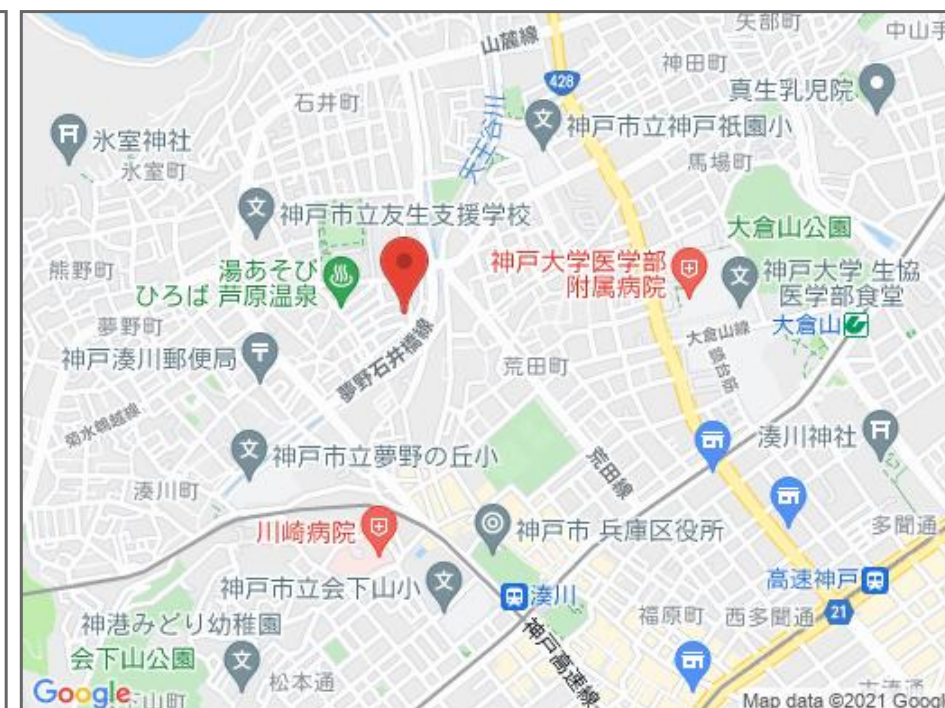 矢部町
中山手
山麓線
神田町
428
真生乳児院
石井町
天王谷川
神戸市立神戸祇園小
氷室神社
氷室町
馬場町
神戸市立友生支援学校
大倉山公園
熊野町
湯あそび
ひろば 芦原温泉
神戸大学医学部
附属病院
神戸大学 生協
医学部食堂
夢野町
大倉山
大倉山線
神戸湊川郵便局
夢野石井橋線
荒田町
菊水鵯越線
湊川神社
神戸市立夢野の丘小
荒田線
湊川町
川崎病院
神戸市 兵庫区役所
多聞通
神戸市立会下山小
高速神戸
湊川
福原町
西多聞通
21
神港みどり幼稚園
会下山公園
神戸高速線
松本通
Google
Map data ©2021 Googl